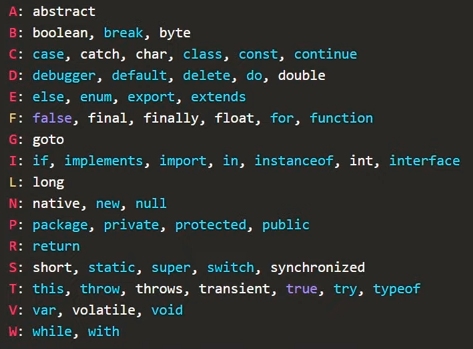 A: abstract
B: boolean, break, byte
C: case, catch, char, class, const, continue
D: debugger, default, delete, do, double
E: else, enum, export, extends
F: false, final, finally, float, for, function
G: goto
I: if, implements, import, in, instanceof, int, interface
L: long
N: native, new, null
P: package, private, protected, public
R: return
S: short, static, super, switch, synchronized
T: this, throw, throws, transient, true, try, typeof
V: var, volatile, void
W: while, with